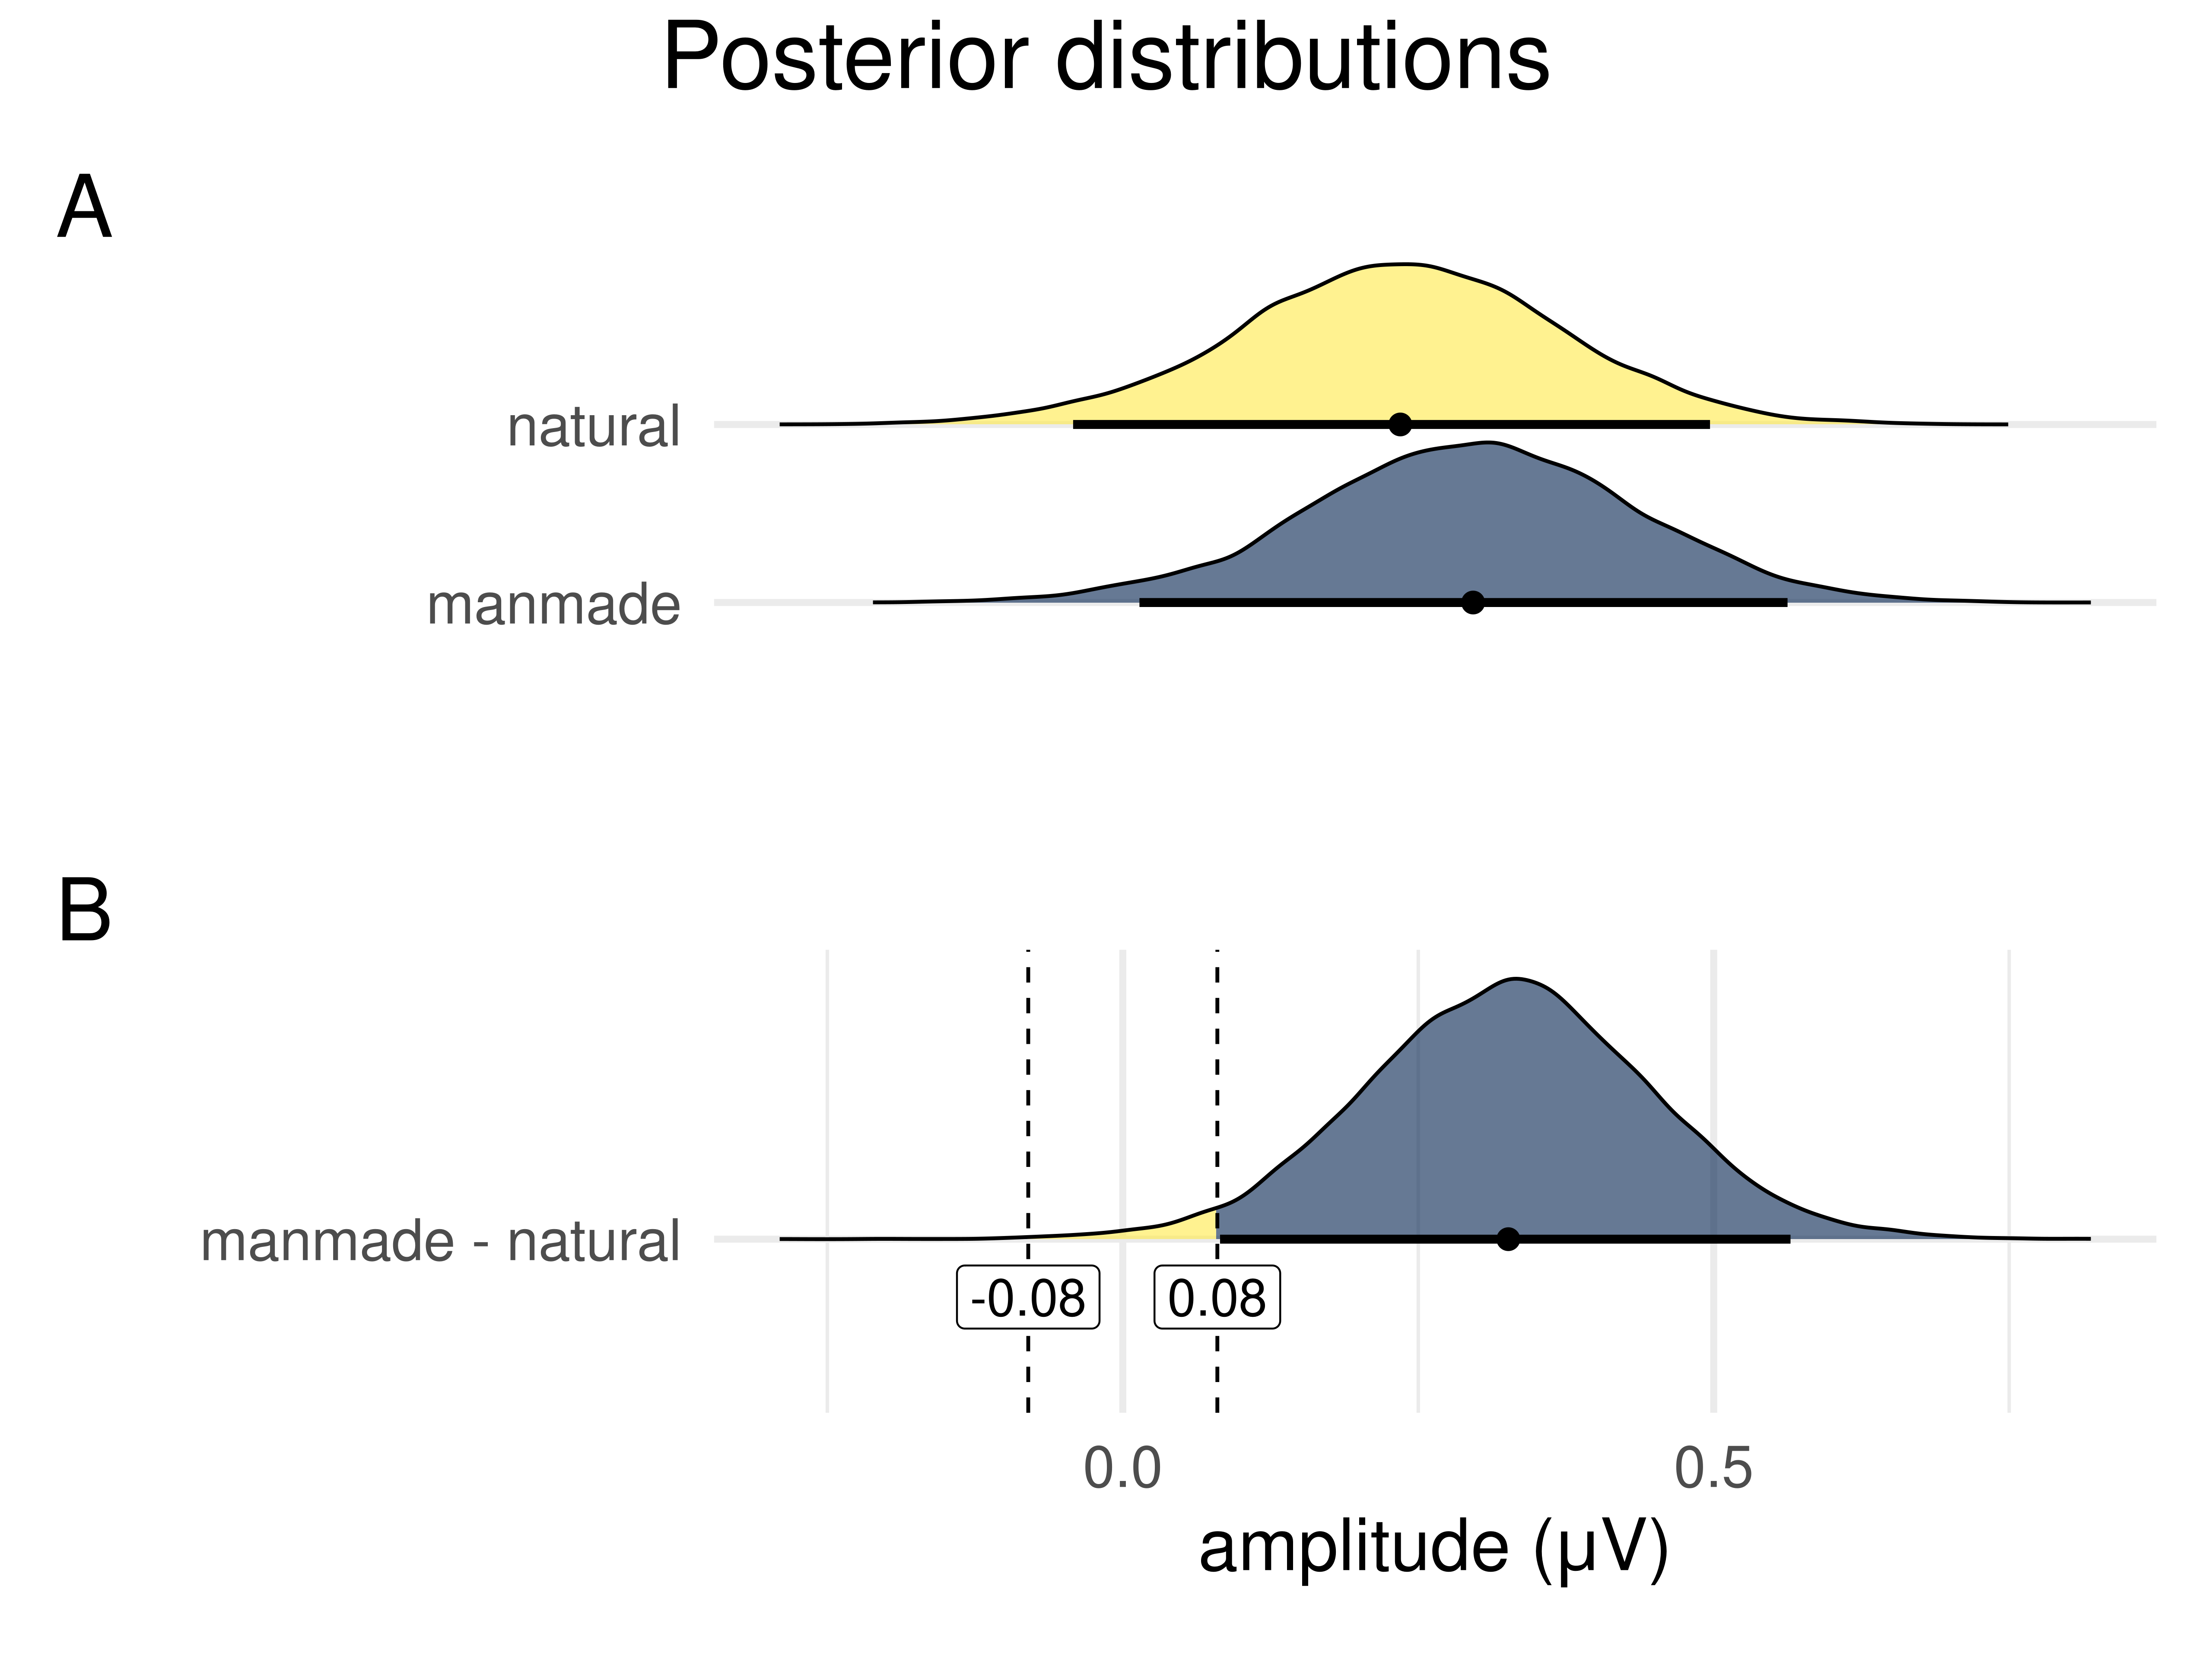 Posterior distributions
A
natural
manmade
B
manmade - natural
-0.08
0.08
0.0
0.5
amplitude (µV)